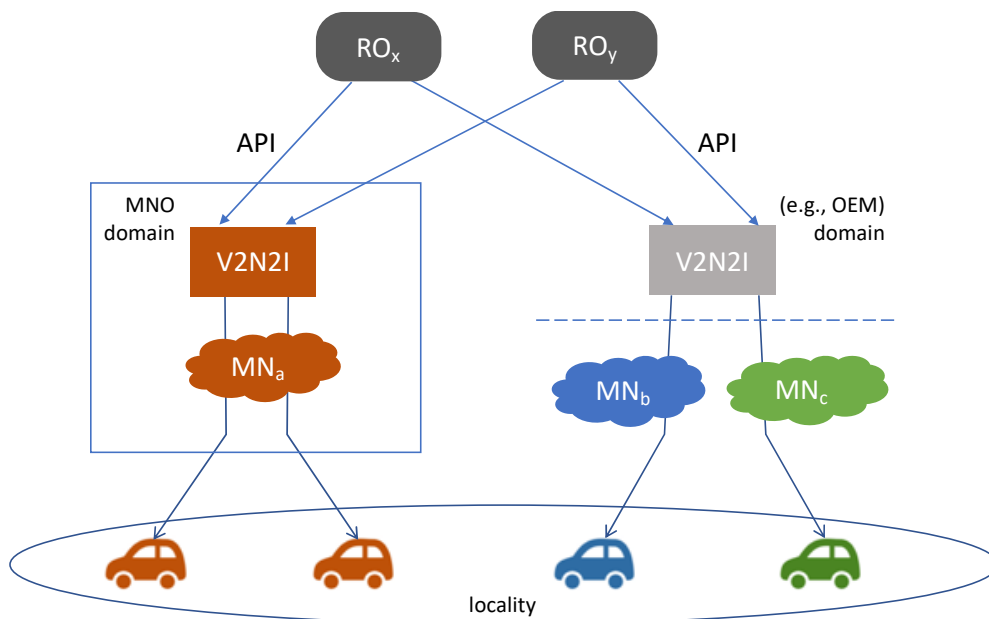 ROx
ROy
API
API
MNO
domain
(e.g., OEM)
domain
V2N2I
V2N2I
MNa
MNb
MNc
locality